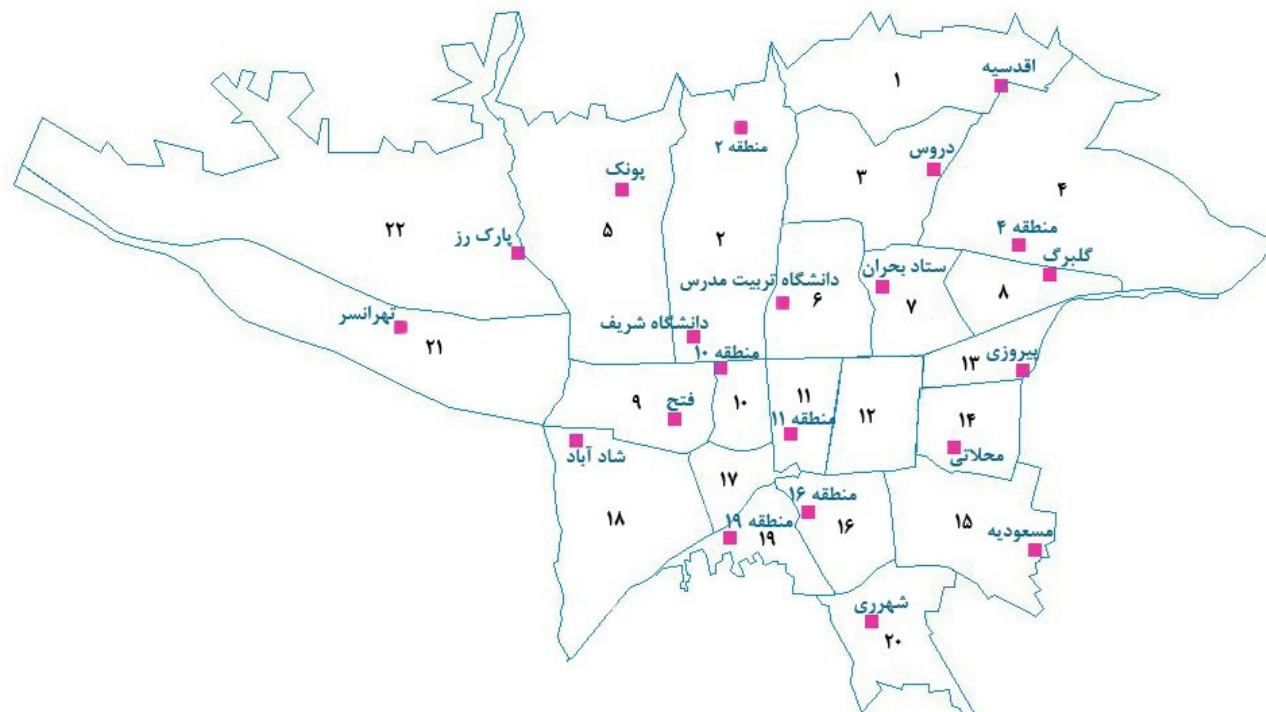 اقدسیه
۱
منطقه ۲
دروس
۳
۴
پونک
۵
۲
۲۲
پارک رز
منطقه ۴
گلبرگ
ستاد بحران
۸
دانشگاه تربیت مدرس
۶
۷
تهرانسر
۲۱
دانشگاه شریف
منطقه ۱۰
پیروزی
۱۳
۹
فتح
۱۰
۱۱
منطقه ۱۱
۱۲
۱۴
محلاتی
شاد آباد
۱۷
منطقه ۱۶
۱۶
۱۸
منطقه ۱۹
۱۹
۱۵
مسعودیه
شهرری
۲۰